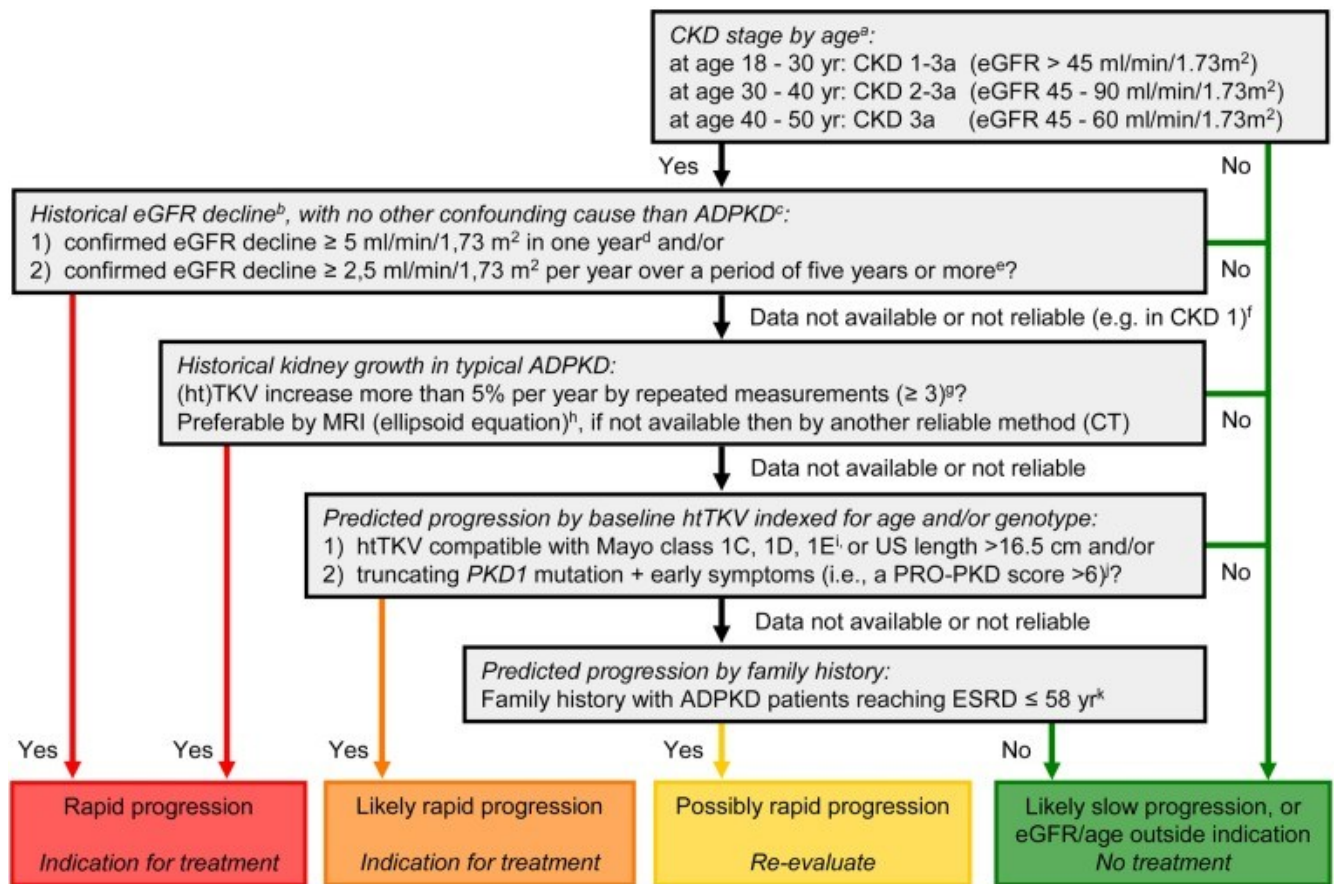 CKD stage by ageᵃ:
at age 18 - 30 yr: CKD 1-3a (eGFR > 45 ml/min/1.73m²)
at age 30 - 40 yr: CKD 2-3a (eGFR 45 - 90 ml/min/1.73m²)
at age 40 - 50 yr: CKD 3a (eGFR 45 - 60 ml/min/1.73m²)
Yes
No
Historical eGFR declineᵇ, with no other confounding cause than ADPKDᶜ:
1) confirmed eGFR decline ≥ 5 ml/min/1,73 m² in one yearᵈ and/or
2) confirmed eGFR decline ≥ 2,5 ml/min/1,73 m² per year over a period of five years or moreᵉ?
No
Data not available or not reliable (e.g. in CKD 1)ᶠ
Historical kidney growth in typical ADPKD:
(ht)TKV increase more than 5% per year by repeated measurements (≥ 3)ᵍ?
Preferable by MRI (ellipsoid equation)ʰ, if not available then by another reliable method (CT)
No
Data not available or not reliable
Predicted progression by baseline htTKV indexed for age and/or genotype:
1) htTKV compatible with Mayo class 1C, 1D, 1Eⁱ, or US length >16.5 cm and/or
2) truncating PKD1 mutation + early symptoms (i.e., a PRO-PKD score >6)ʲ?
No
Data not available or not reliable
Predicted progression by family history:
Family history with ADPKD patients reaching ESRD ≤ 58 yrᵏ
Yes
Yes
Yes
Yes
No
Rapid progression
Indication for treatment
Likely rapid progression
Indication for treatment
Possibly rapid progression
Re-evaluate
Likely slow progression, or
eGFR/age outside indication
No treatment